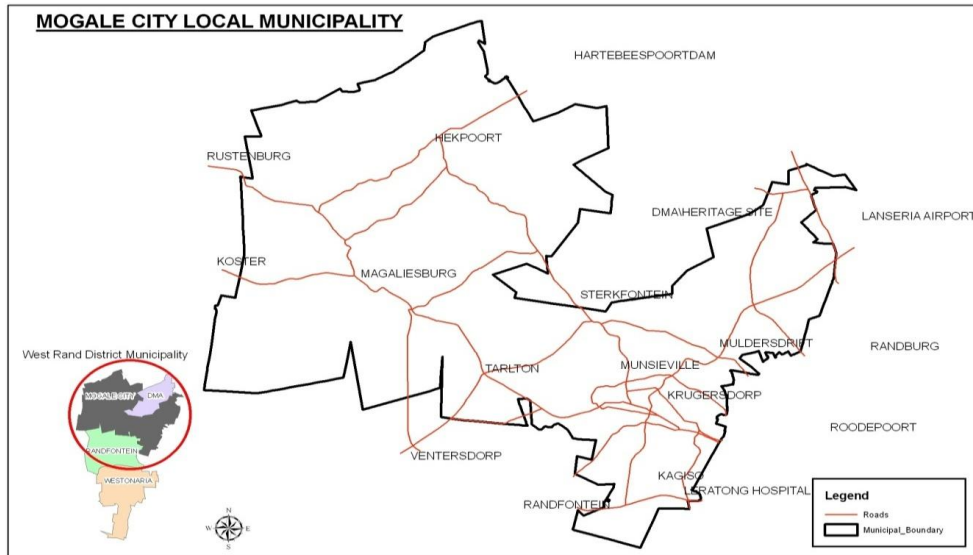 MOGALE CITY LOCAL MUNICIPALITY
HARTEBEESPOORTDAM
HEKPOORT
RUSTENBURG
DMA\HERITAGE SITE
LANSERIA AIRPORT
KOSTER
MAGALIESBURG
STERKFONTEIN
MULDERSDRIFT
RANDBURG
West Rand District Municipality
TARLTON
MUNSIEVILLE
KRUGERSDORP
MOGALE CITY
DMA
ROODEPOORT
RANDFONTEIN
VENTERSDORP
WESTONARIA
KAGISO
LERATONG HOSPITAL
RANDFONTEIN
Legend
Roads
Municipal_Boundary
N
W
E
S